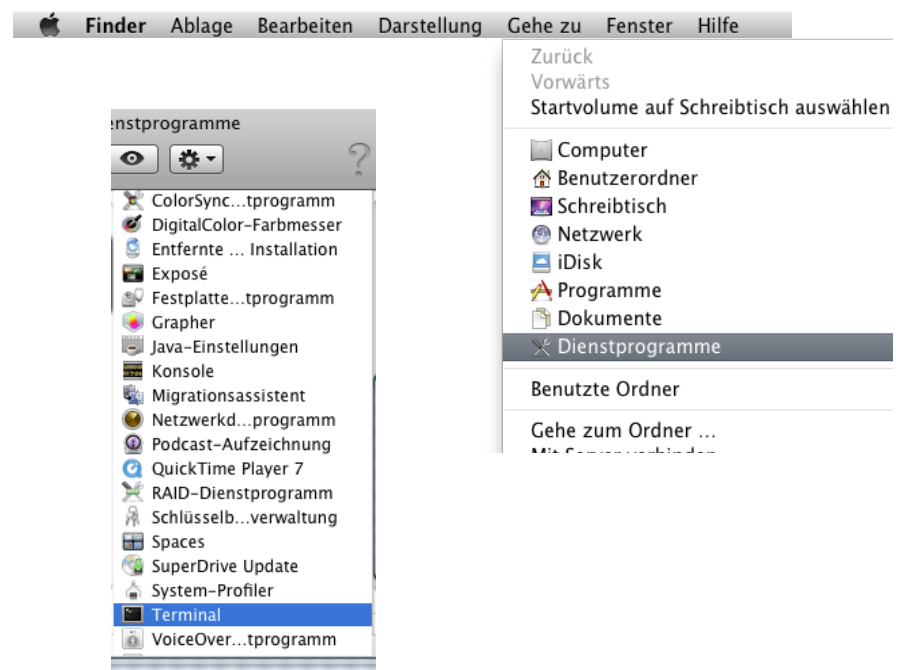 Finder Ablage Bearbeiten Darstellung Gehe zu Fenster Hilfe
Zurück
Vorwärts
Startvolume auf Schreibtisch auswählen
Computer
Benutzerordner
Schreibtisch
Netzwerk
iDisk
Programme
Dokumente
Dienstprogramme
Benutzte Ordner
Gehe zum Ordner ...
enstprogramme
ColorSync...tprogramm
DigitalColor-Farbmesser
Entfernte ... Installation
Exposé
Festplatte...tprogramm
Grapher
Java-Einstellungen
Konsole
Migrationsassistent
Netzwerkd...programm
Podcast-Aufzeichnung
QuickTime Player 7
RAID-Dienstprogramm
Schlüsselb...verwaltung
Spaces
SuperDrive Update
System-Profiler
Terminal
VoiceOver...tprogramm